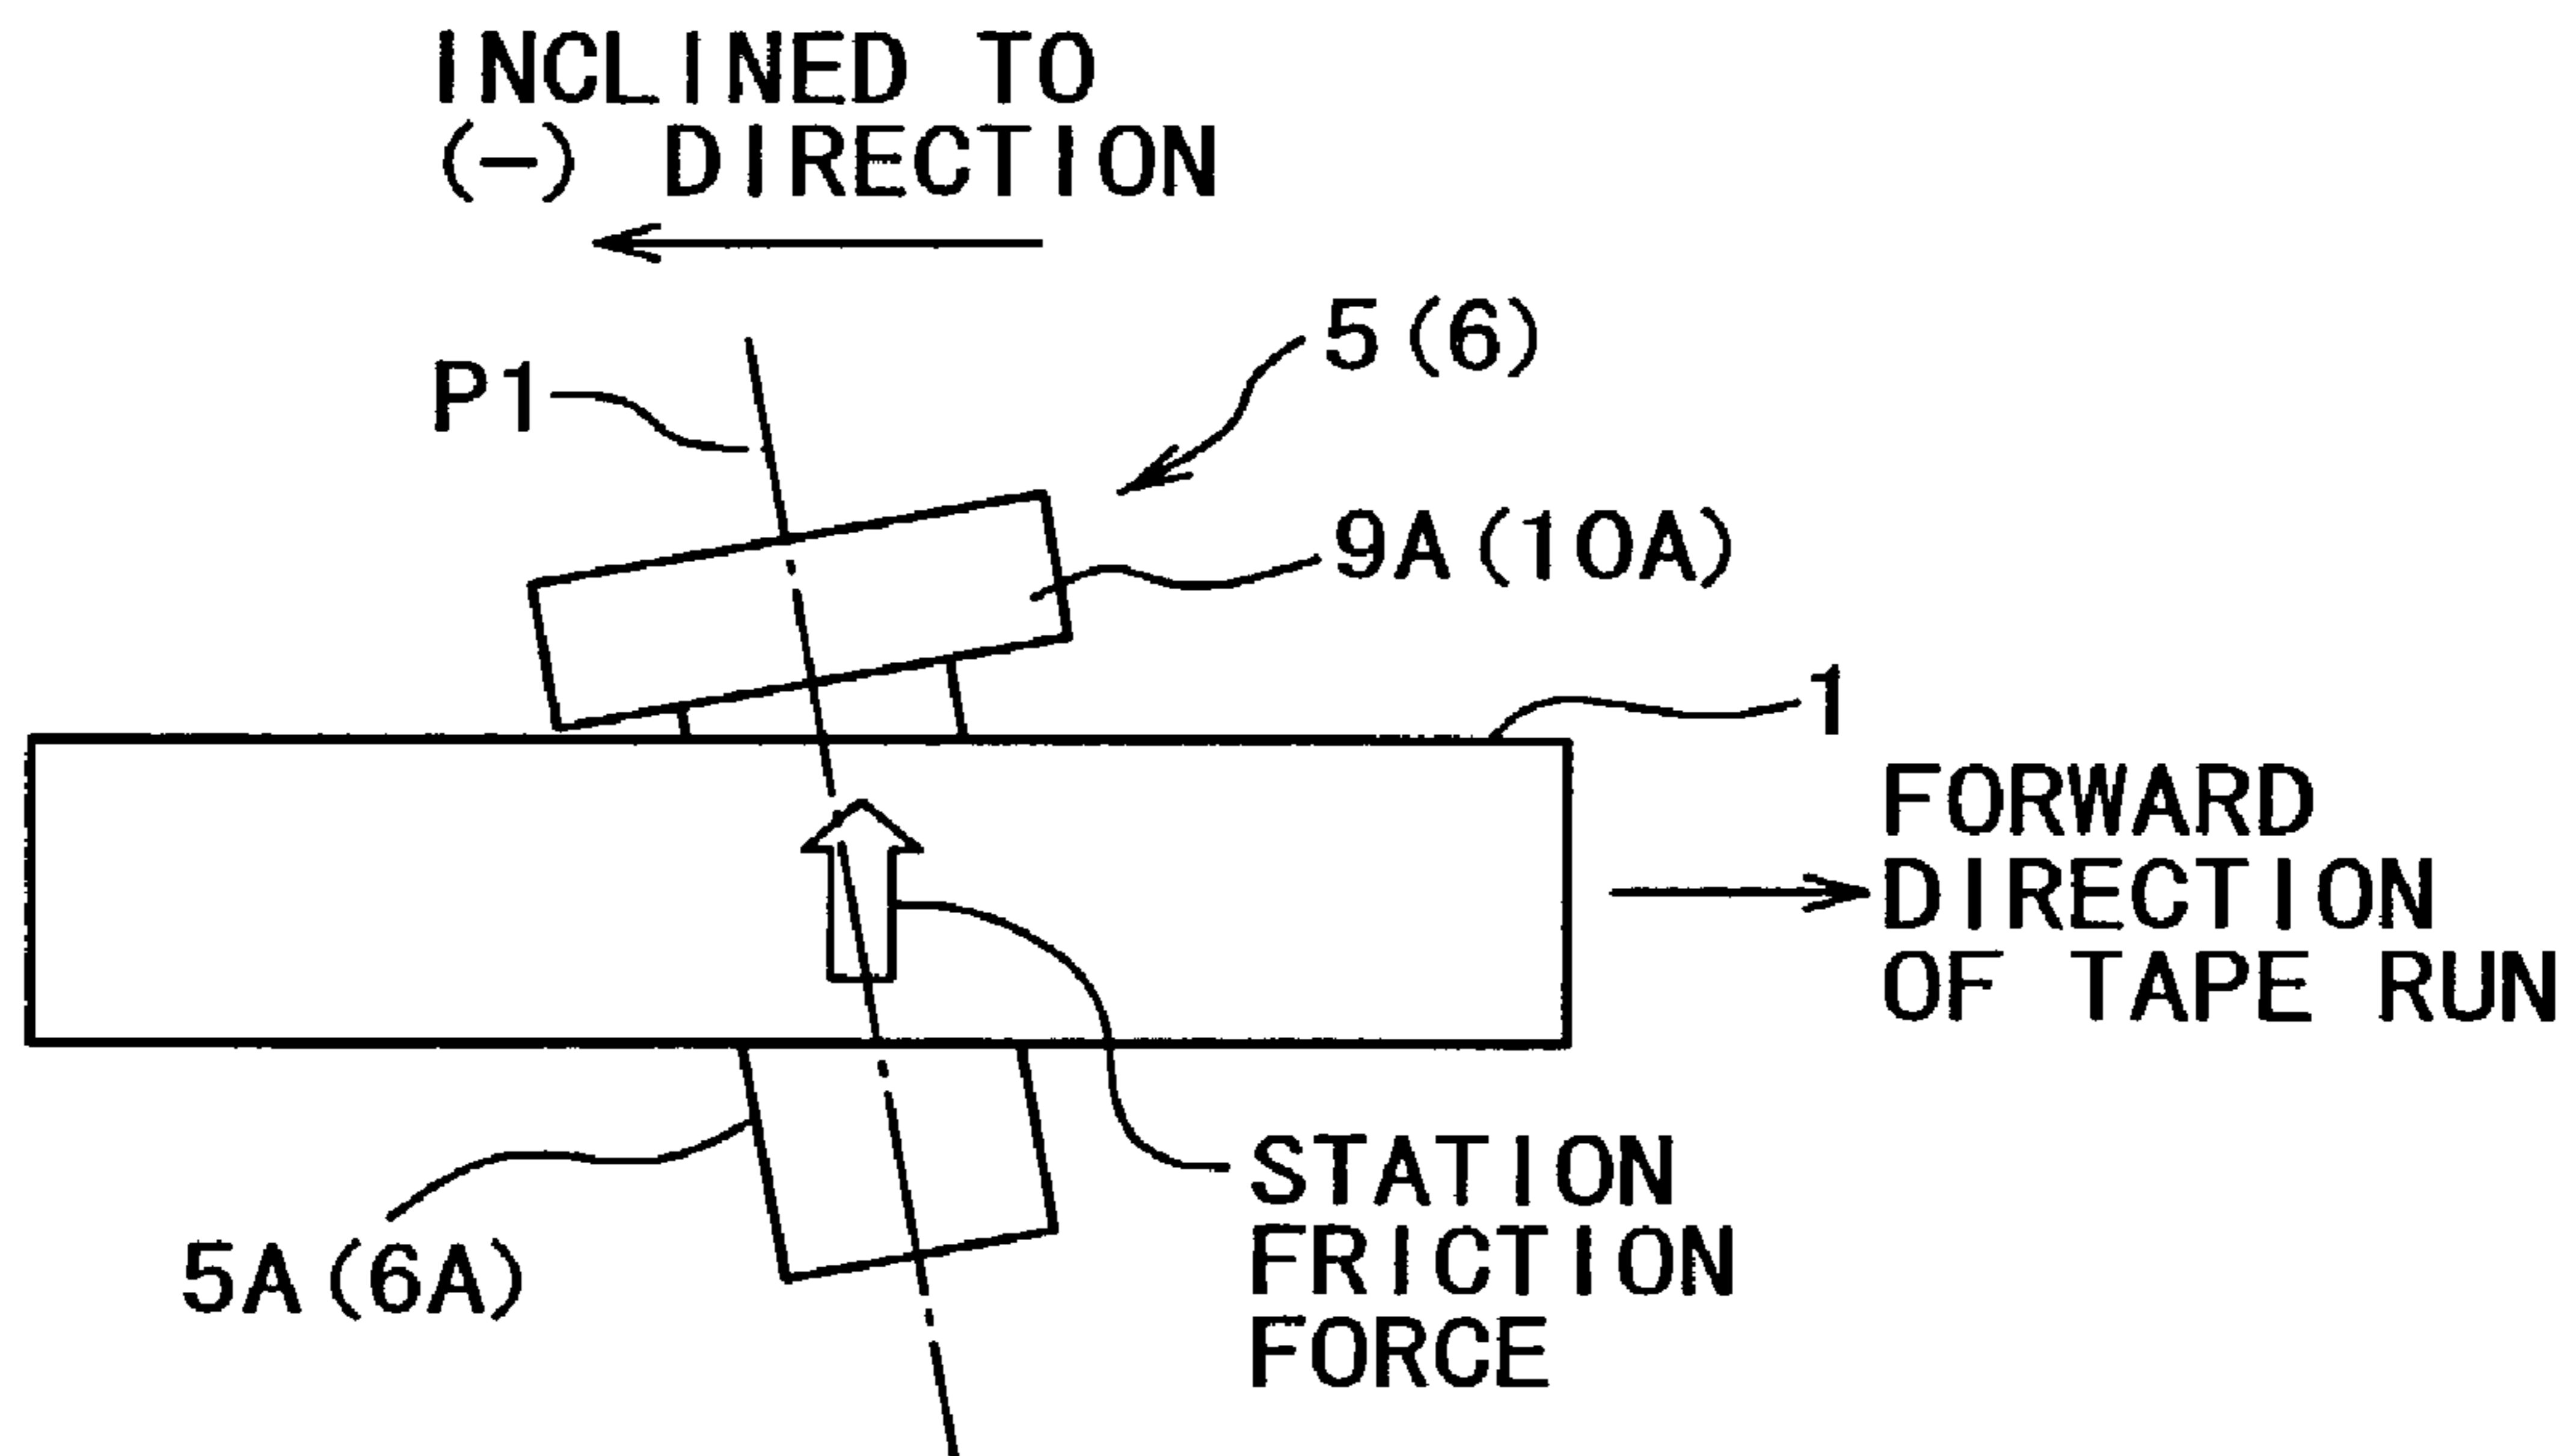 INCLINED TO
(-) DIRECTION
5(6)
P1
9A(10A)
1
FORWARD
DIRECTION
OF TAPE RUN
STATION
FRICTION
FORCE
5A(6A)